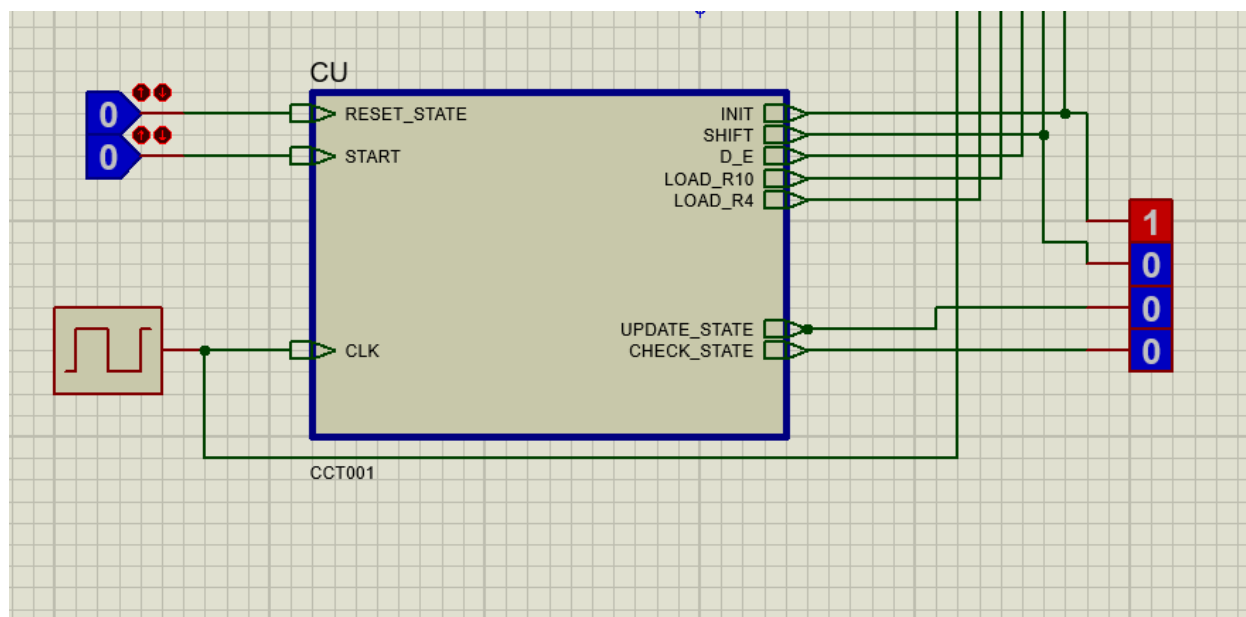 CU
0
RESET_STATE
INIT
SHIFT
0
START
D_E
LOAD_R10
LOAD_R4
1
0
0
UPDATE_STATE
CLK
CHECK_STATE
0
CCT001